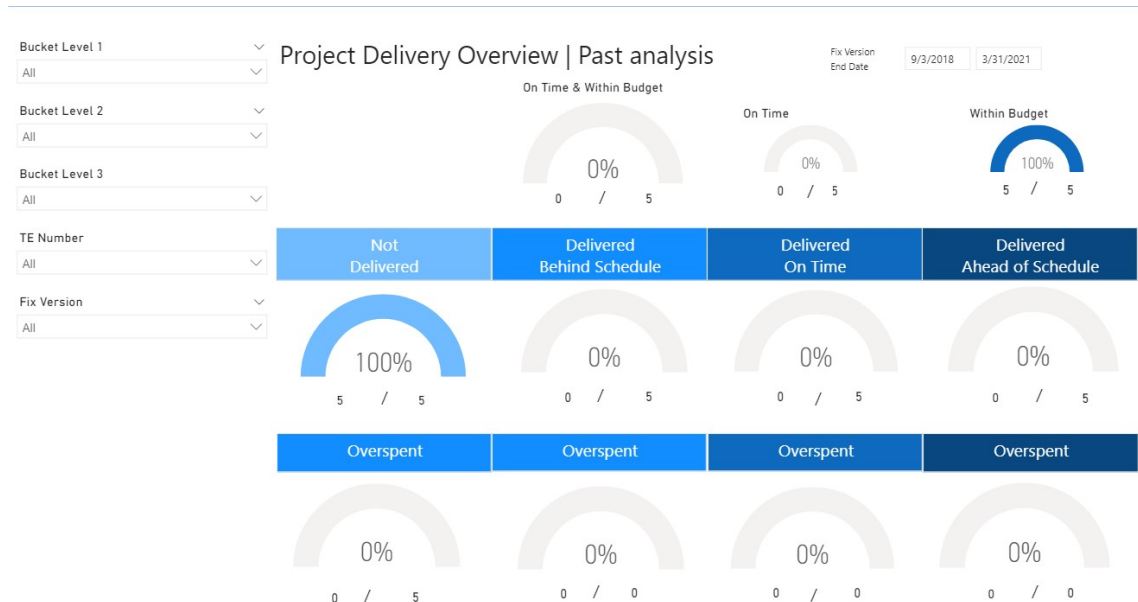 Bucket Level 1
All
Bucket Level 2
All
Bucket Level 3
All
TE Number
All
Fix Version
All
Project Delivery Overview | Past analysis
Fix Version
End Date
9/3/2018
3/31/2021
On Time & Within Budget
0%
0 / 5
On Time
0%
0 / 5
Within Budget
100%
5 / 5
Not
Delivered
Delivered
Behind Schedule
Delivered
On Time
Delivered
Ahead of Schedule
100%
5 / 5
0%
0 / 5
0%
0 / 5
0%
0 / 5
Overspent
Overspent
Overspent
Overspent
0%
0 / 5
0%
0 / 0
0%
0 / 0
0%
0 / 0